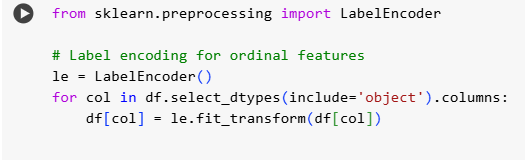 from sklearn.preprocessing import LabelEncoder
# Label encoding for ordinal features
le = LabelEncoder()
for col in df.select_dtypes(include='object').columns:
    df[col] = le.fit_transform(df[col])